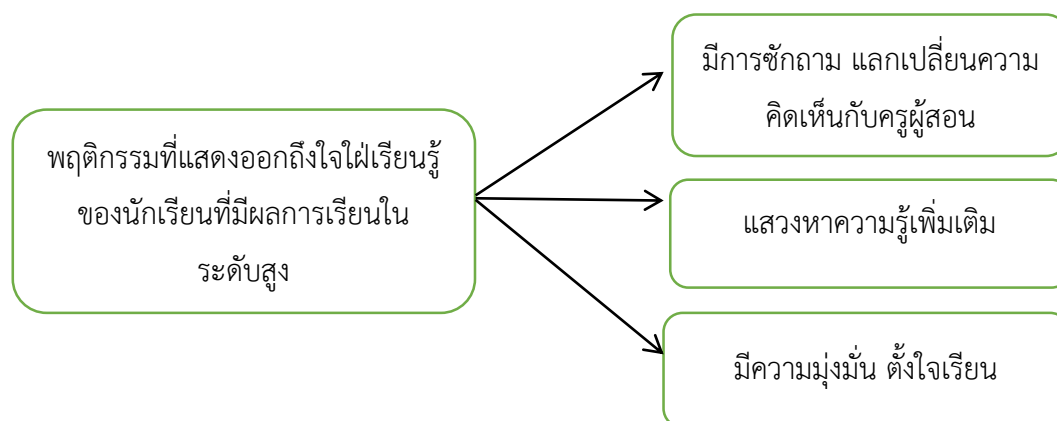 พฤติกรรมที่แสดงออกถึงใจใฝ่เรียนรู้
ของนักเรียนที่มีผลการเรียนใน
ระดับสูง
มีการซักถาม แลกเปลี่ยนความ
คิดเห็นกับครูผู้สอน
แสวงหาความรู้เพิ่มเติม
มีความมุ่งมั่น ตั้งใจเรียน